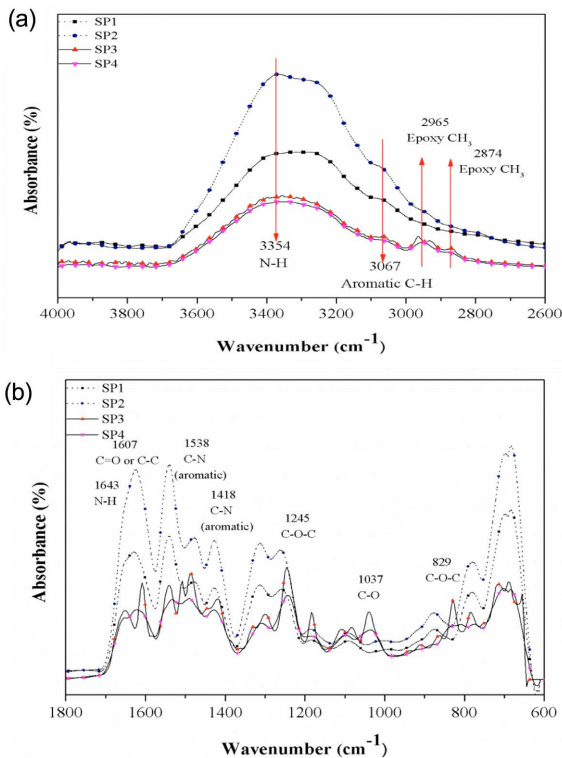 (a)
SP1
SP2
SP3
SP4
2965
Epoxy CH3
2874
Epoxy CH3
3354
N-H
3067
Aromatic C-H
Absorbance (%)
4000 3800 3600 3400 3200 3000 2800 2600
Wavenumber (cm-1)
(b)
SP1
SP2
SP3
SP4
1607
C=O or C-C
1643
N-H
1538
C-N
(aromatic)
1418
C-N
(aromatic)
1245
C-O-C
1037
C-O
829
C-O-C
Absorbance (%)
1800 1600 1400 1200 1000 800 600
Wavenumber (cm-1)